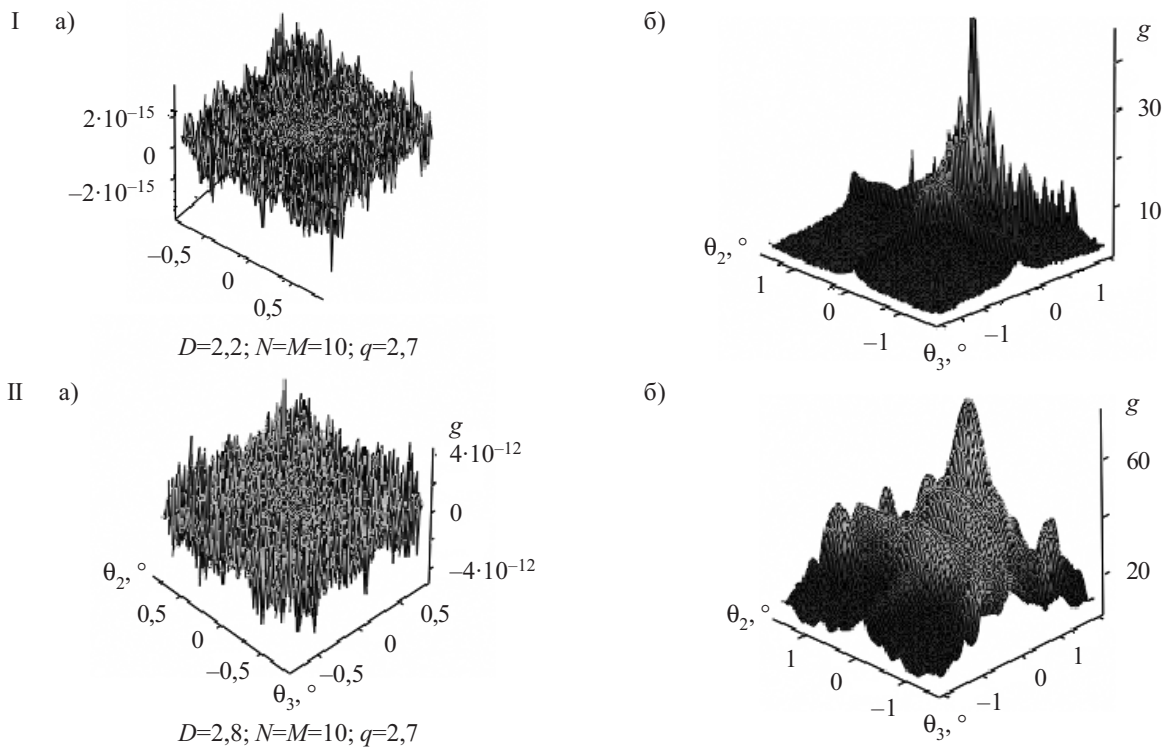 I а) б)
g
2·10⁻¹⁵
0
–2·10⁻¹⁵
–0,5
0
0,5
30
10
θ₂, °
1
0
–1
θ₃, °
–1
0
1
D=2,2; N=M=10; q=2,7
II а) б)
g
4·10⁻¹²
0
–4·10⁻¹²
θ₂, °
0,5
0
–0,5
θ₃, °
–0,5
0
0,5
g
60
20
θ₂, °
1
0
–1
θ₃, °
–1
0
1
D=2,8; N=M=10; q=2,7